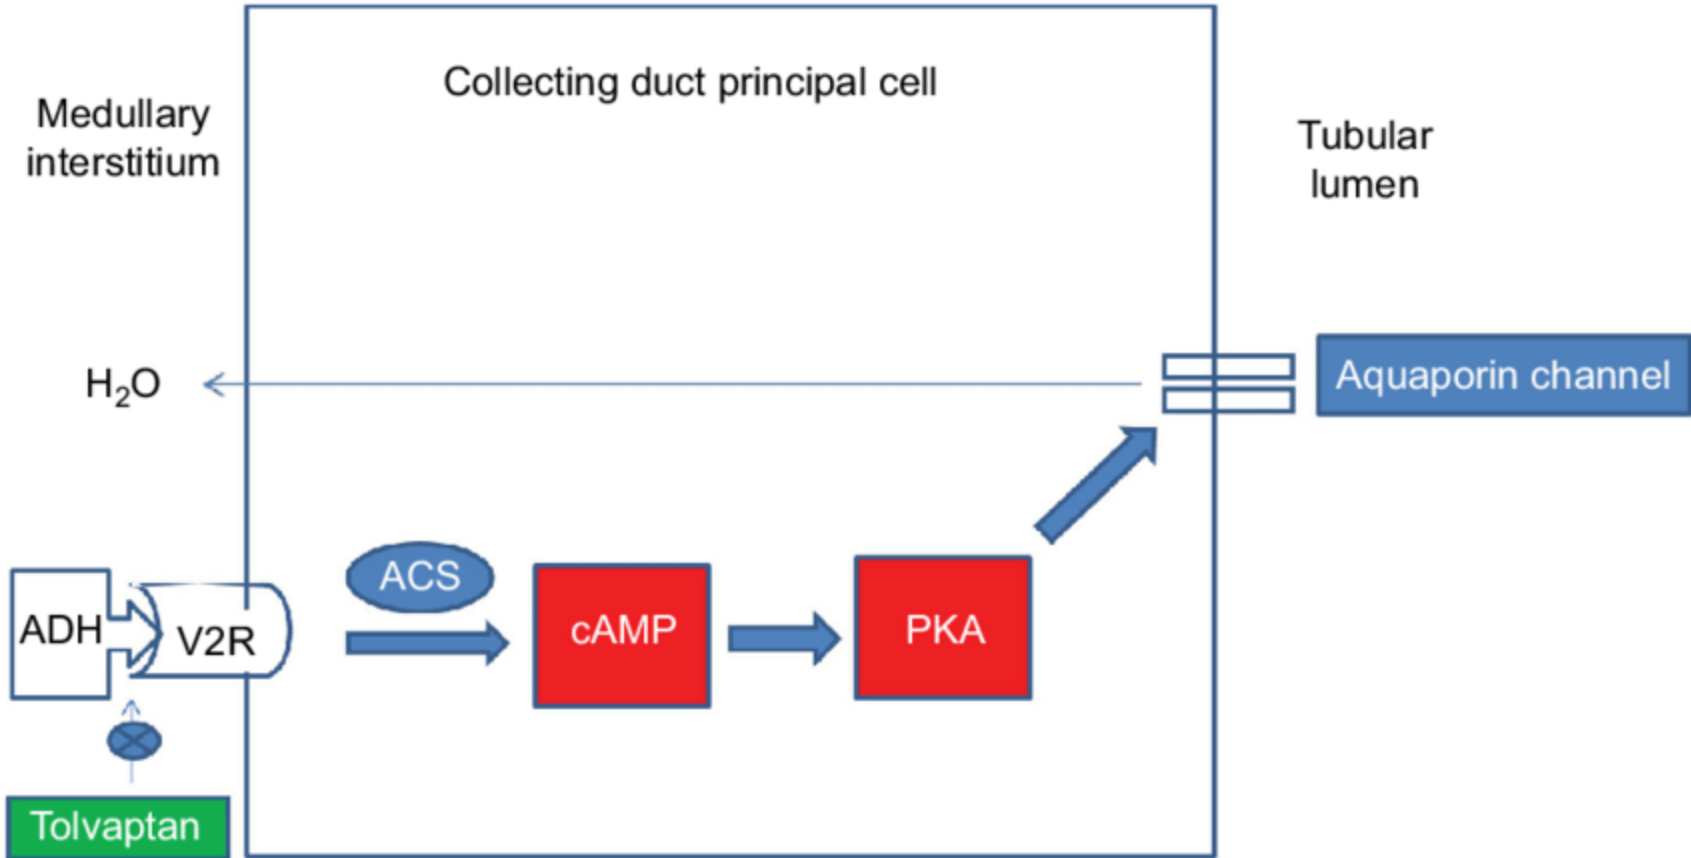 Collecting duct principal cell
Medullary
interstitium
Tubular
lumen
H₂O
Aquaporin channel
ADH
V2R
ACS
cAMP
PKA
Tolvaptan